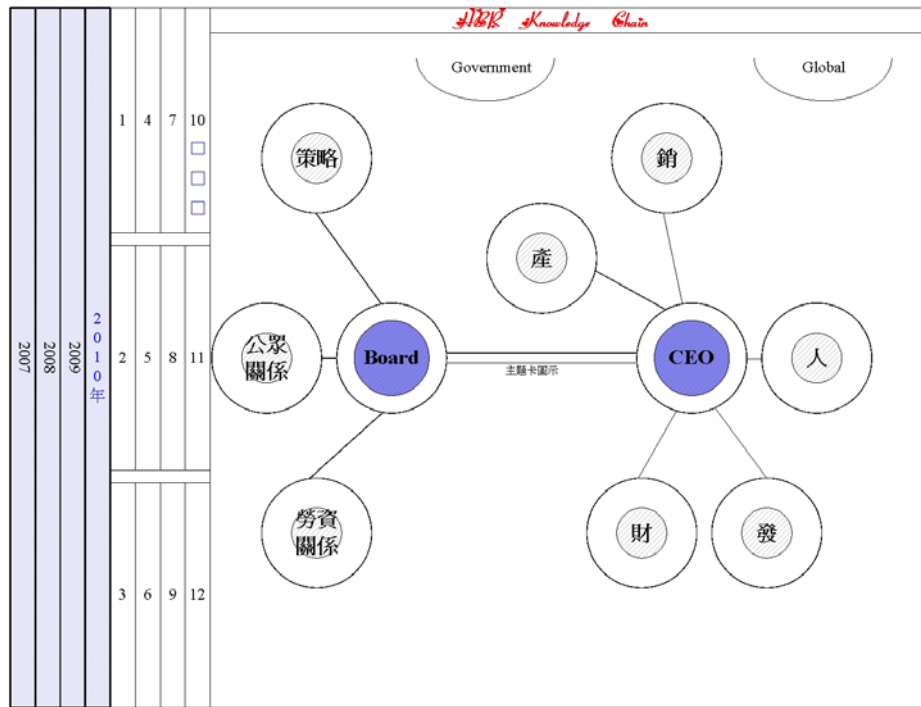 HBR Knowledge Chain
Government
Global
2007
2008
2009
2010年
1
4
7
10
2
5
8
11
3
6
9
12
策略
銷
產
公眾
關係
Board
主題卡圖示
CEO
人
勞資
關係
財
發